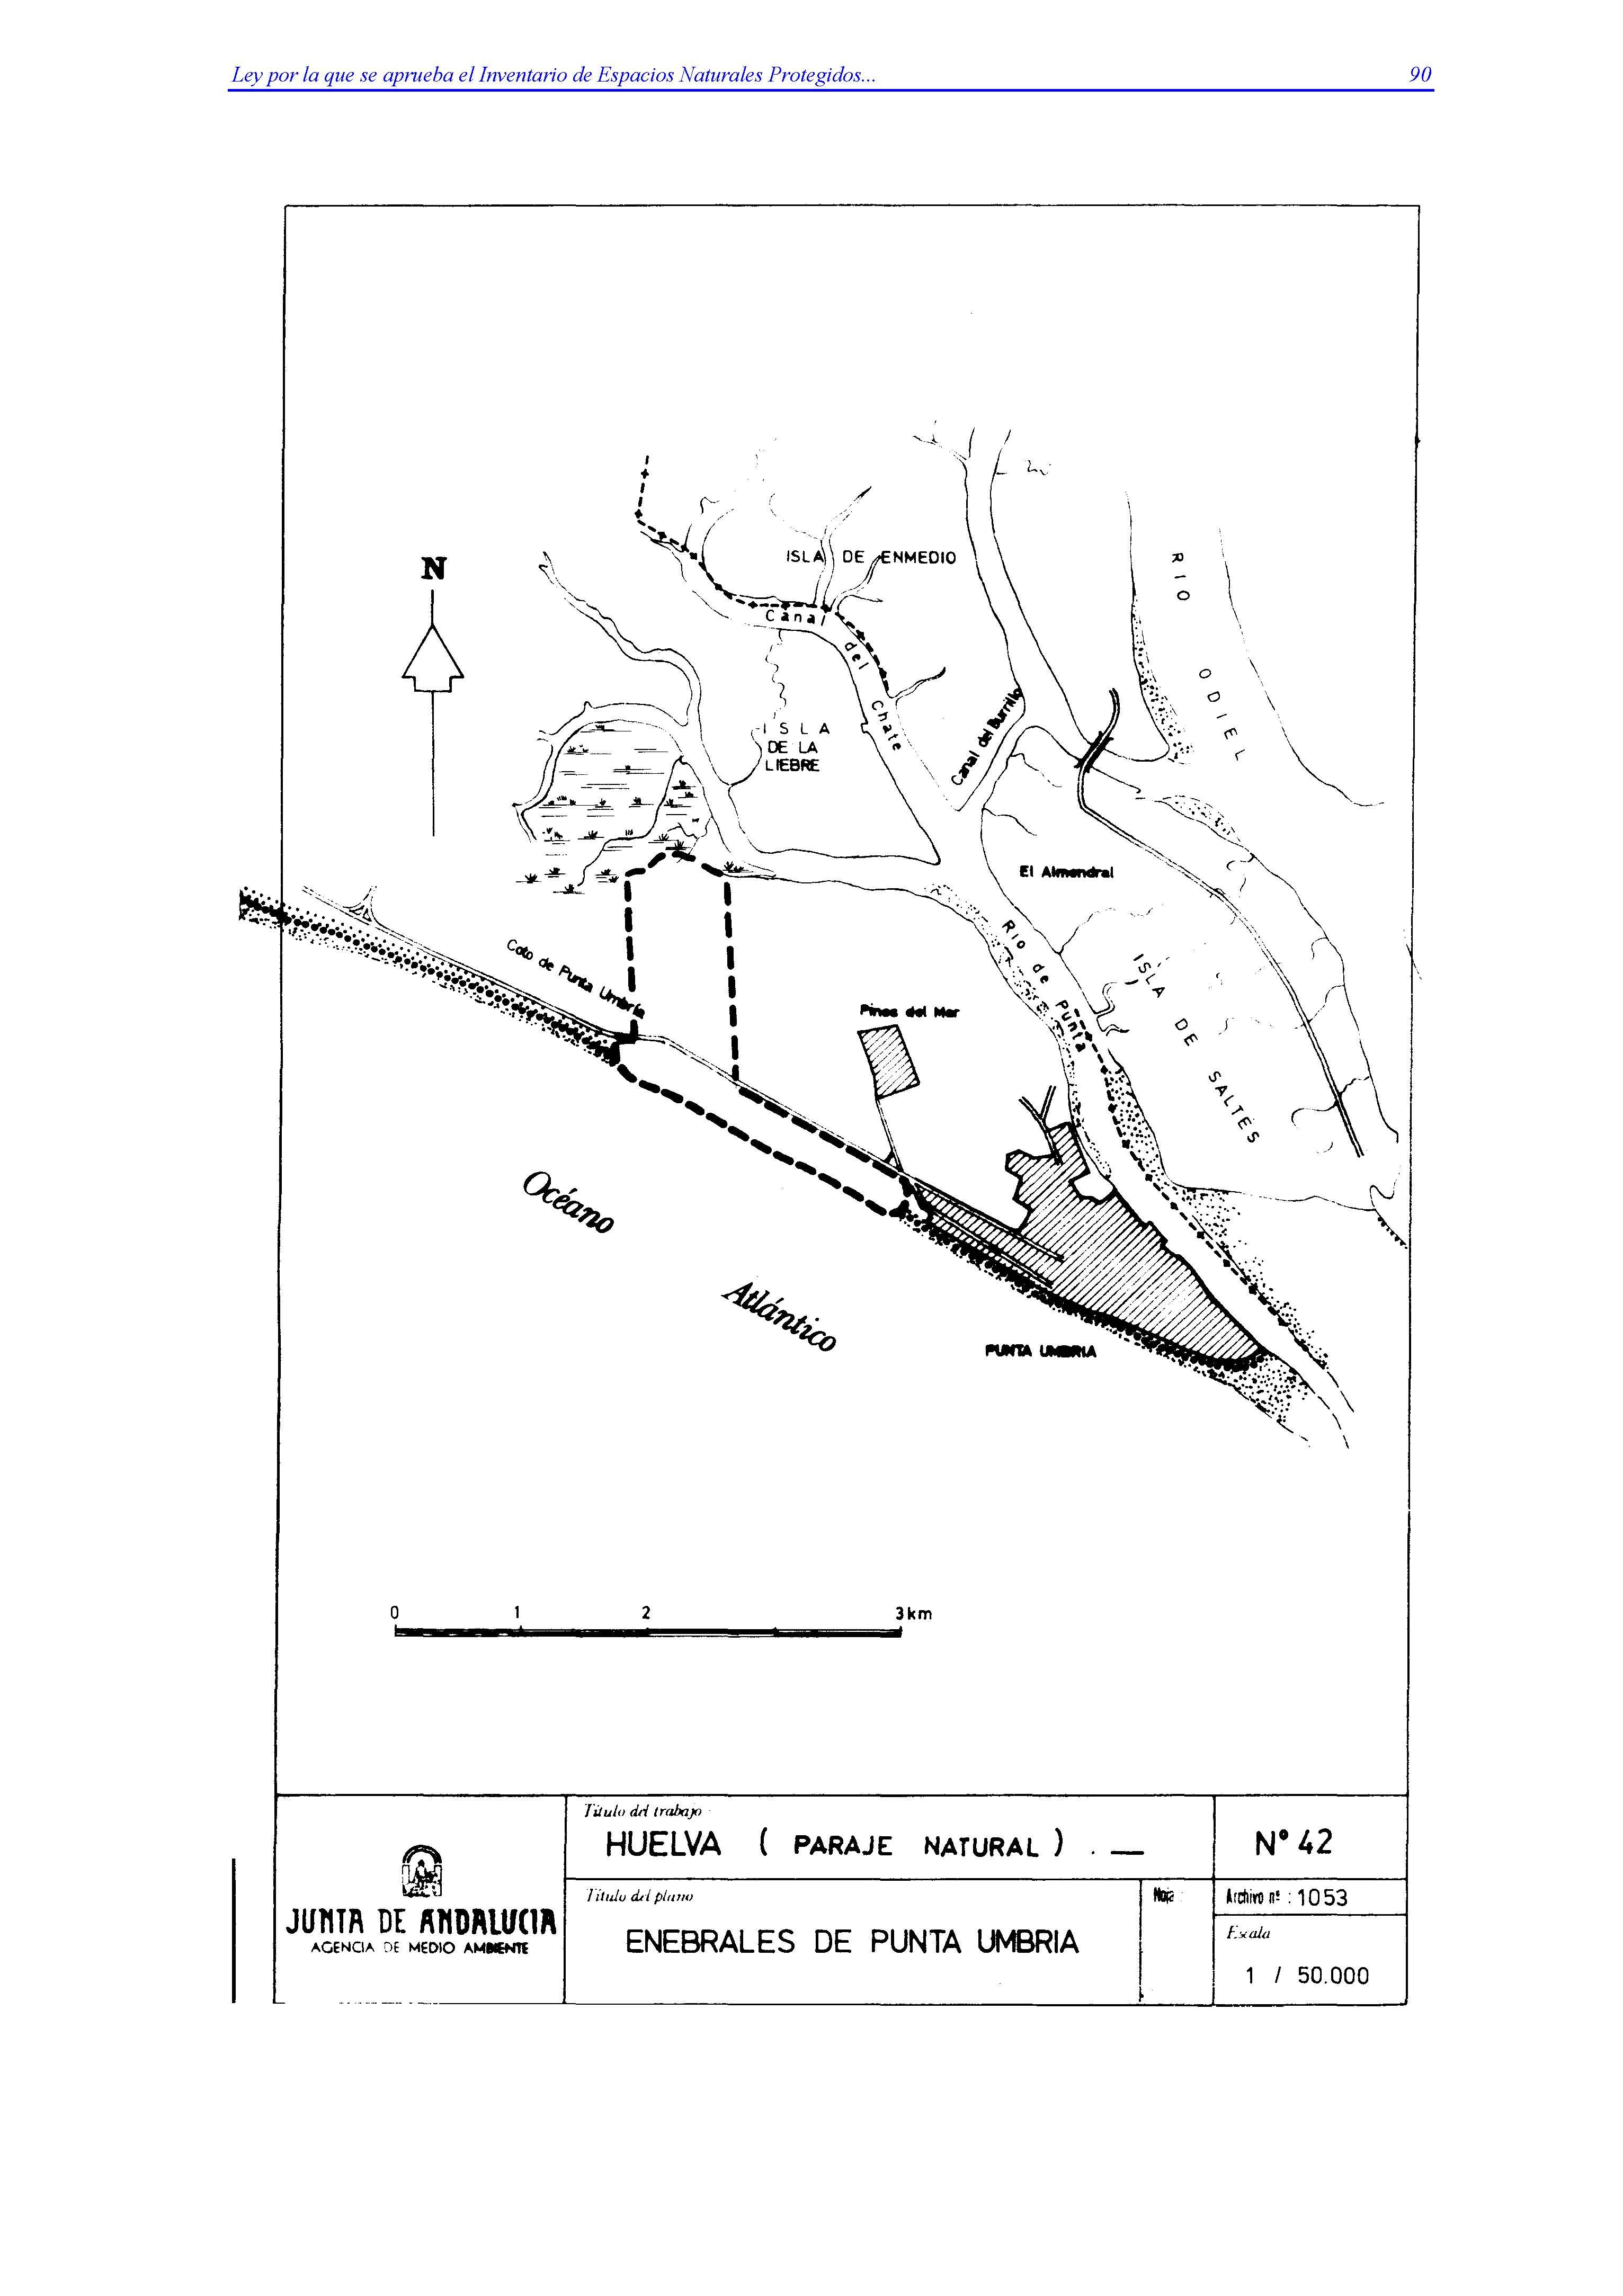 Ley por la que se aprueba el Inventario de Espacios Naturales Protegidos... 90
N
ISLA DE ENMEDIO
Canal del Chate
RIO ODIEL
Canal del Burrillo
ISLA
DE LA
LIEBRE
El Almendral
Coto de Punta Umbría
Rio de Punta
ISLA DE SALTÉS
Pinos del Mar
Océano
Atlántico
PUNTA UMBRIA
0 1 2 3 km
Título del trabajo
HUELVA ( PARAJE NATURAL ) . —
Nº 42
JUNTA DE ANDALUCIA
AGENCIA DE MEDIO AMBIENTE
Título del plano
ENEBRALES DE PUNTA UMBRIA
Hoja
Archivo nº : 1053
Escala
1 / 50.000